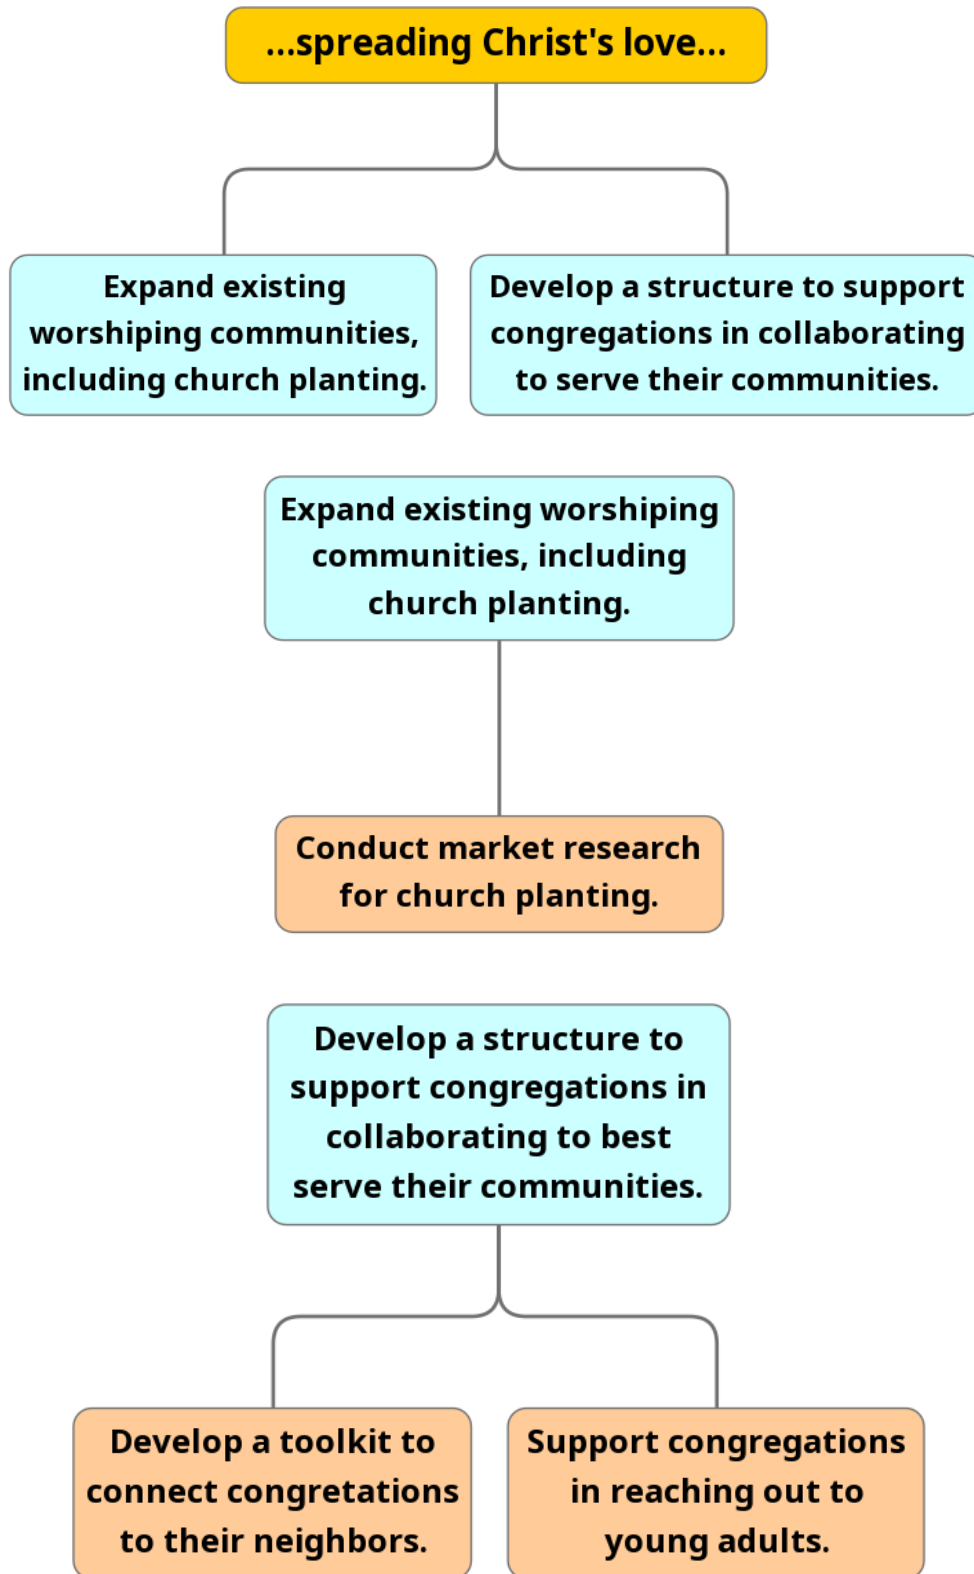 ...spreading Christ's love...
Expand existing
worshiping communities,
including church planting.
Develop a structure to support
congregations in collaborating
to serve their communities.
Expand existing worshiping
communities, including
church planting.
Conduct market research
for church planting.
Develop a structure to
support congregations in
collaborating to best
serve their communities.
Develop a toolkit to
connect congretations
to their neighbors.
Support congregations
in reaching out to
young adults.